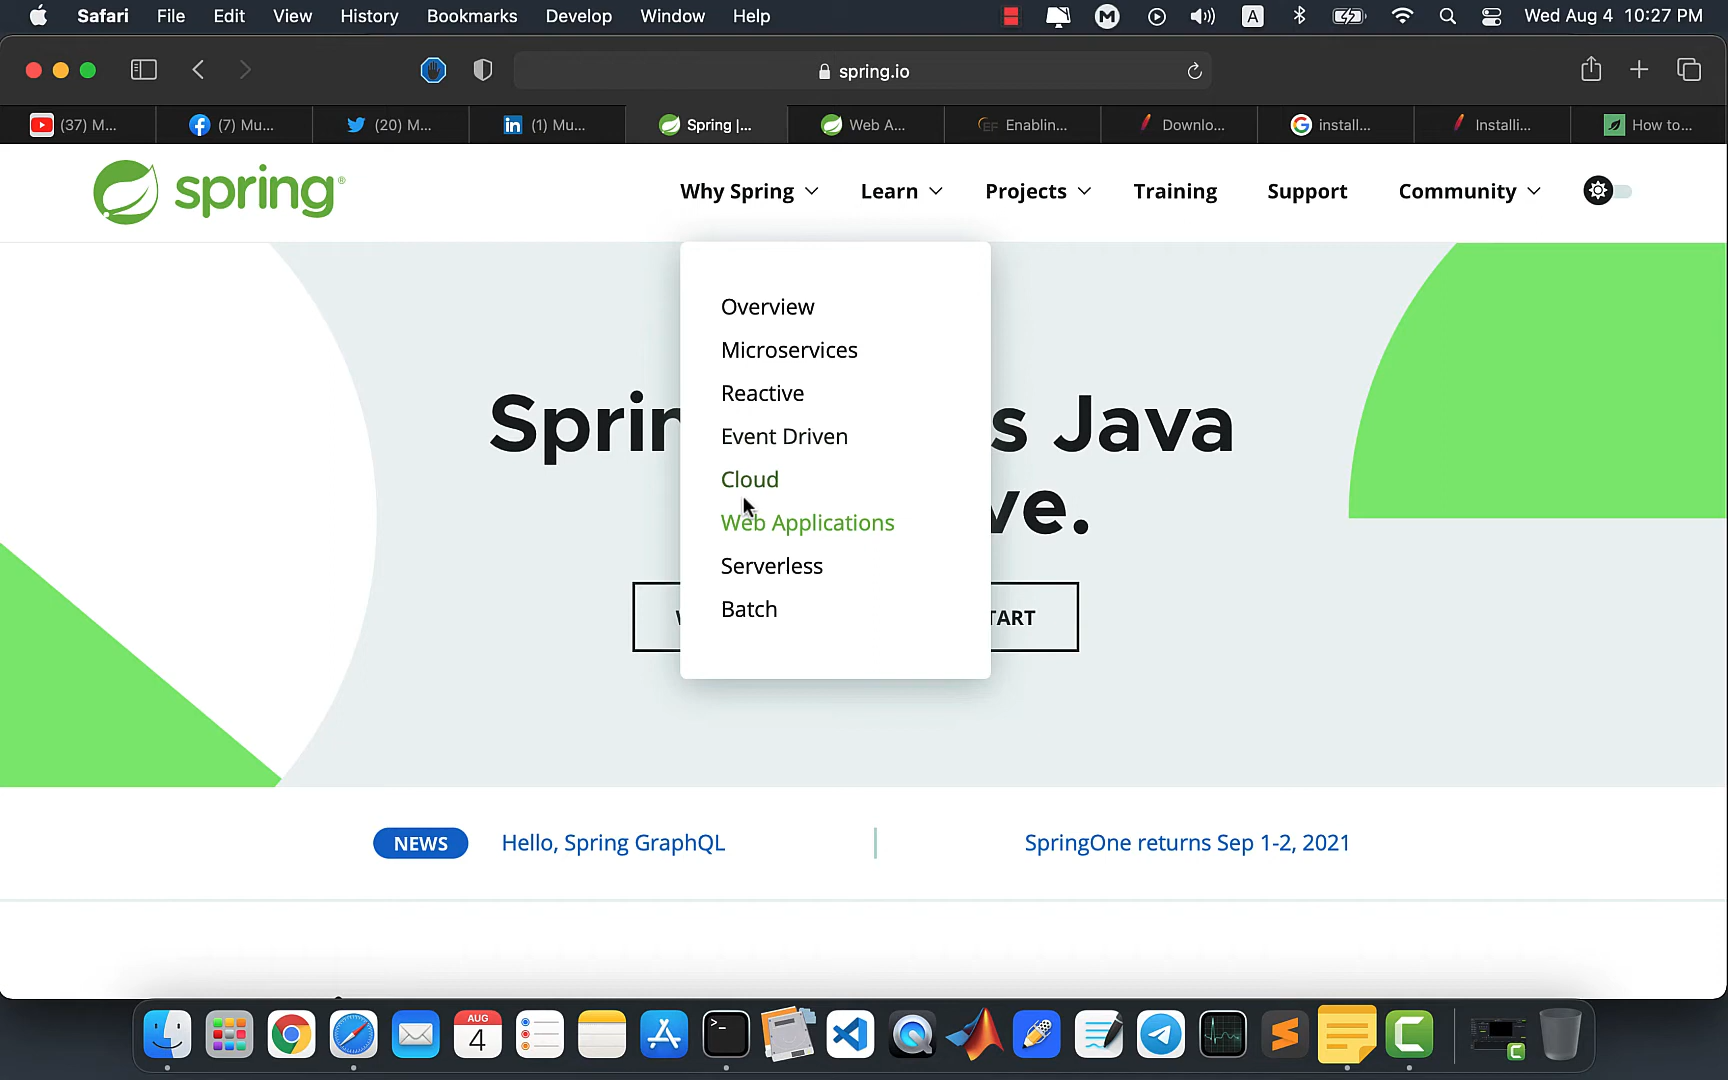 Safari File Edit View History Bookmarks Develop Window Help A Wed Aug 4 10:27 PM
spring.io
(37) M... (7) Mu... (20) M... (1) Mu... Spring |... Web A... EF Enablin... Downlo... install... Installi... How to...
spring® Why Spring Learn Projects Training Support Community
Overview
Microservices
Reactive
Event Driven
Cloud
Web Applications
Serverless
Batch
Sprin s Java
ve.
TART
NEWS Hello, Spring GraphQL SpringOne returns Sep 1-2, 2021
AUG
4